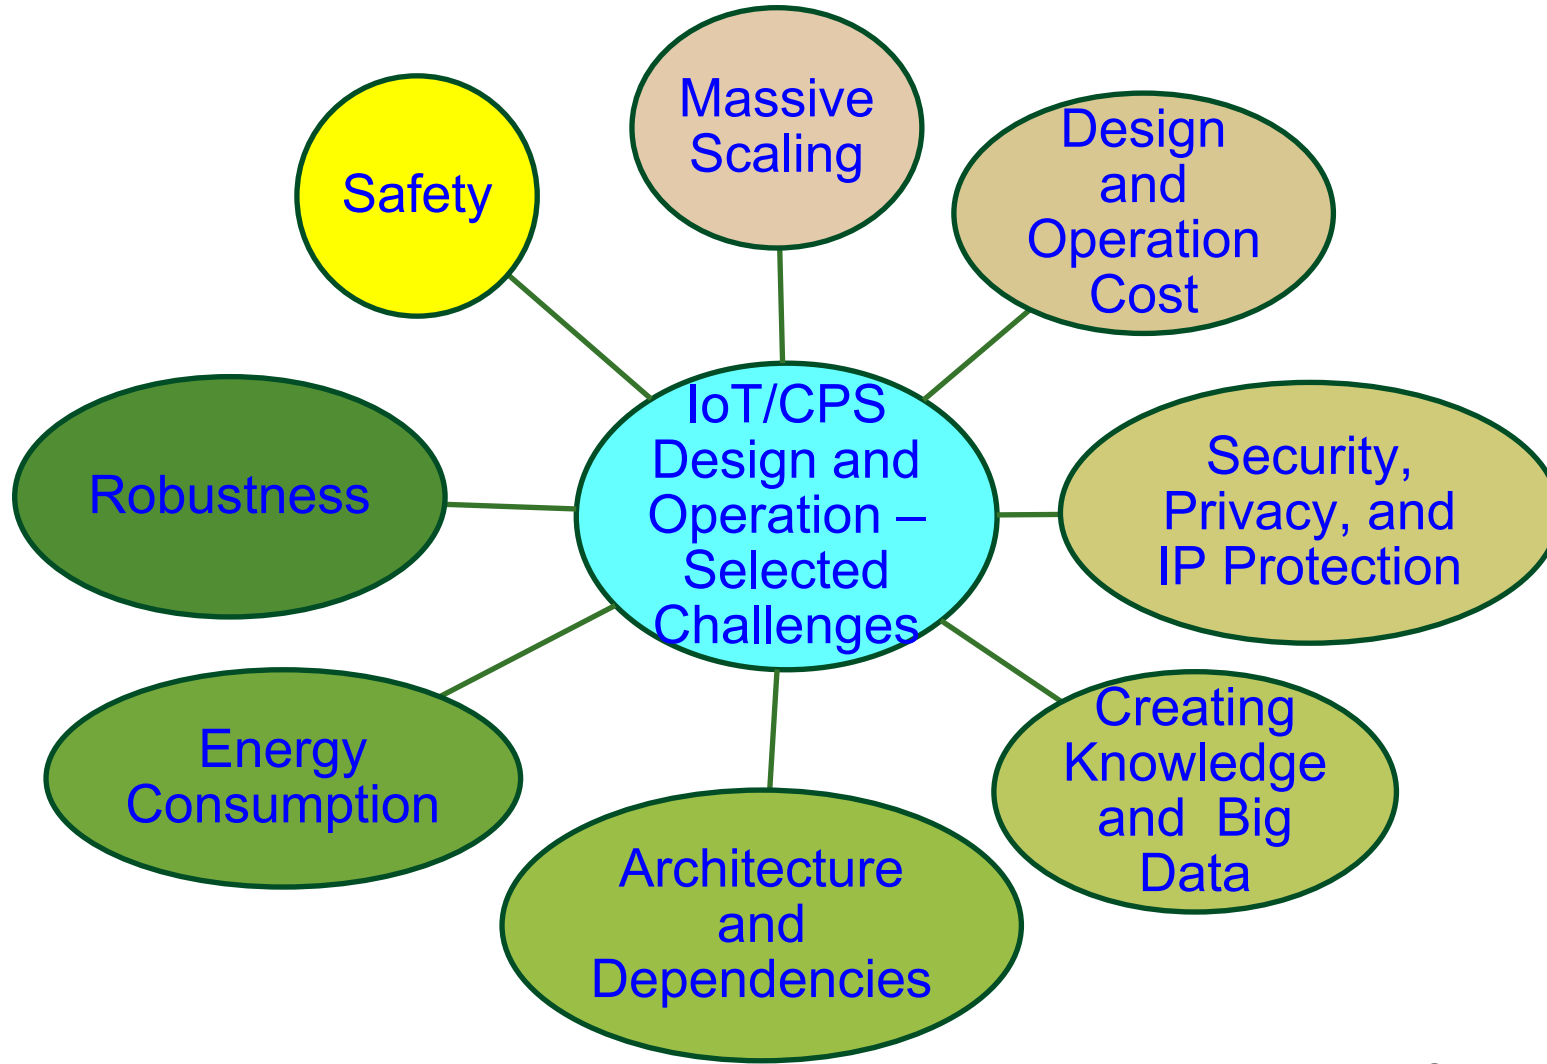 Massive
Scaling
Design
and
Operation
Cost
Safety
IoT/CPS
Design and
Operation –
Selected
Challenges
Security,
Privacy, and
IP Protection
Robustness
Creating
Knowledge
and  Big
Data
Energy
Consumption
Architecture
and
Dependencies